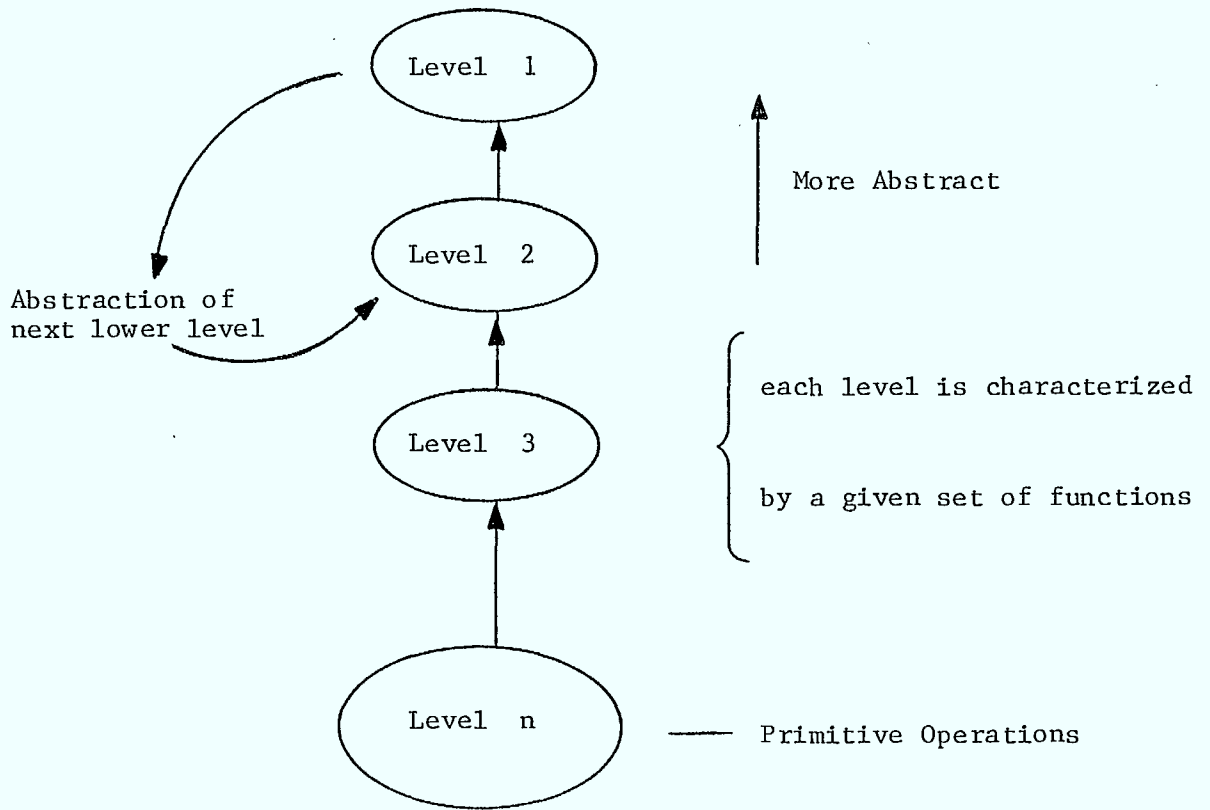 Level 1
More Abstract
Level 2
Abstraction of
next lower level
each level is characterized
Level 3
by a given set of functions
Level n
Primitive Operations